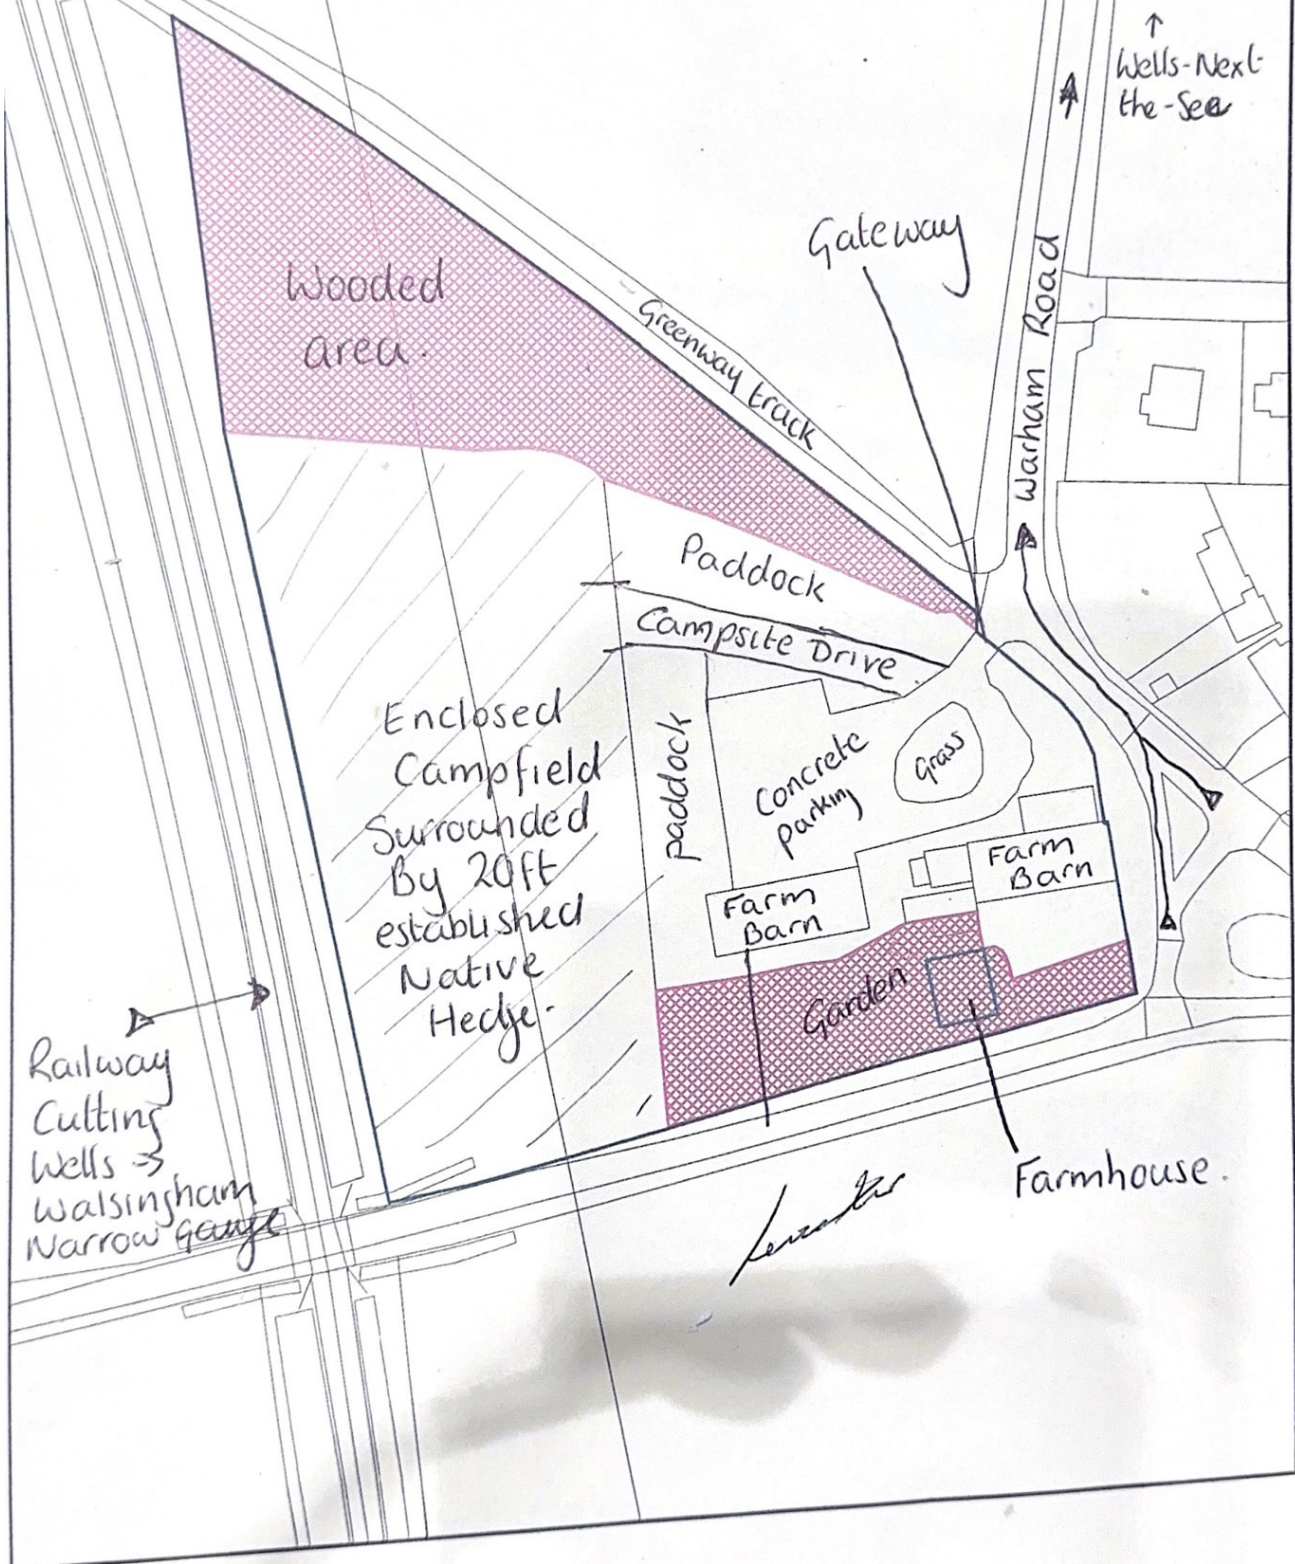 ↑
Wells-Next-
the-Sea
Gateway
Warham Road
Greenway track
Wooded
area.
Paddock
Campsite Drive
Enclosed
Campfield
Surrounded
By 20ft
established
Native
Hedge.
paddock
Concrete
parking
Grass
Farm
Barn
Farm
Barn
Garden
Railway
Cutting
Wells →
Walsingham
Narrow Gauge
Farmhouse.